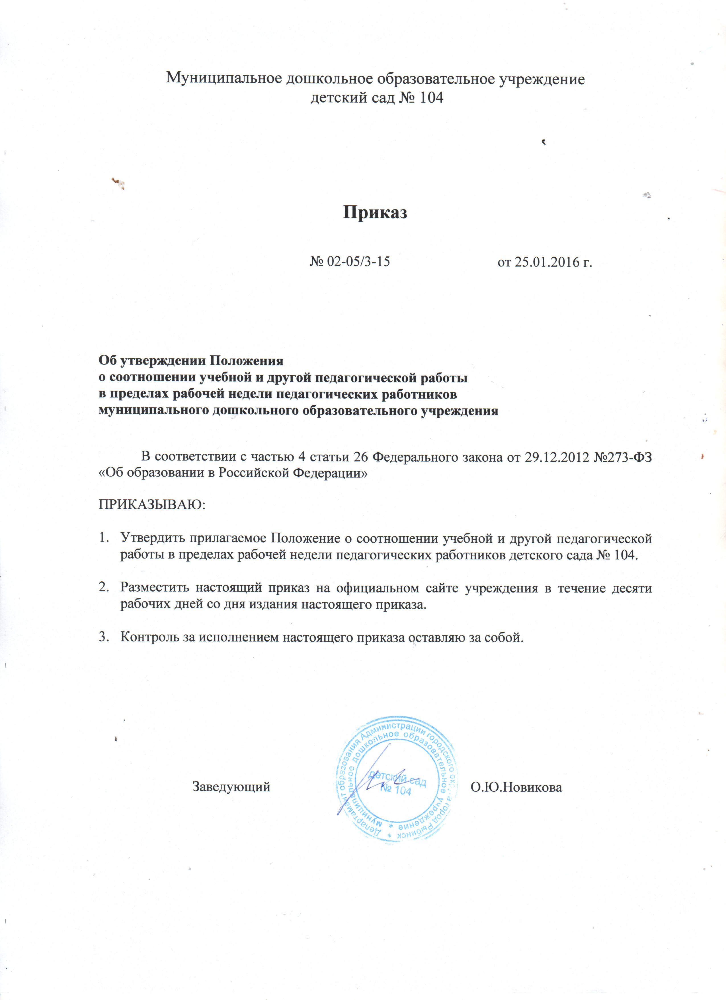 Муниципальное дошкольное образовательное учреждение
детский сад № 104
Приказ
№ 02-05/3-15 от 25.01.2016 г.
Об утверждении Положения
о соотношении учебной и другой педагогической работы
в пределах рабочей недели педагогических работников
муниципального дошкольного образовательного учреждения
В соответствии с частью 4 статьи 26 Федерального закона от 29.12.2012 №273-ФЗ
«Об образовании в Российской Федерации»
ПРИКАЗЫВАЮ:
1. Утвердить прилагаемое Положение о соотношении учебной и другой педагогической
работы в пределах рабочей недели педагогических работников детского сада № 104.
2. Разместить настоящий приказ на официальном сайте учреждения в течение десяти
рабочих дней со дня издания настоящего приказа.
3. Контроль за исполнением настоящего приказа оставляю за собой.
Заведующий О.Ю.Новикова
Департамент образования Администрации городского округа город Рыбинск *
муниципальное дошкольное образовательное учреждение *
детский сад
№ 104